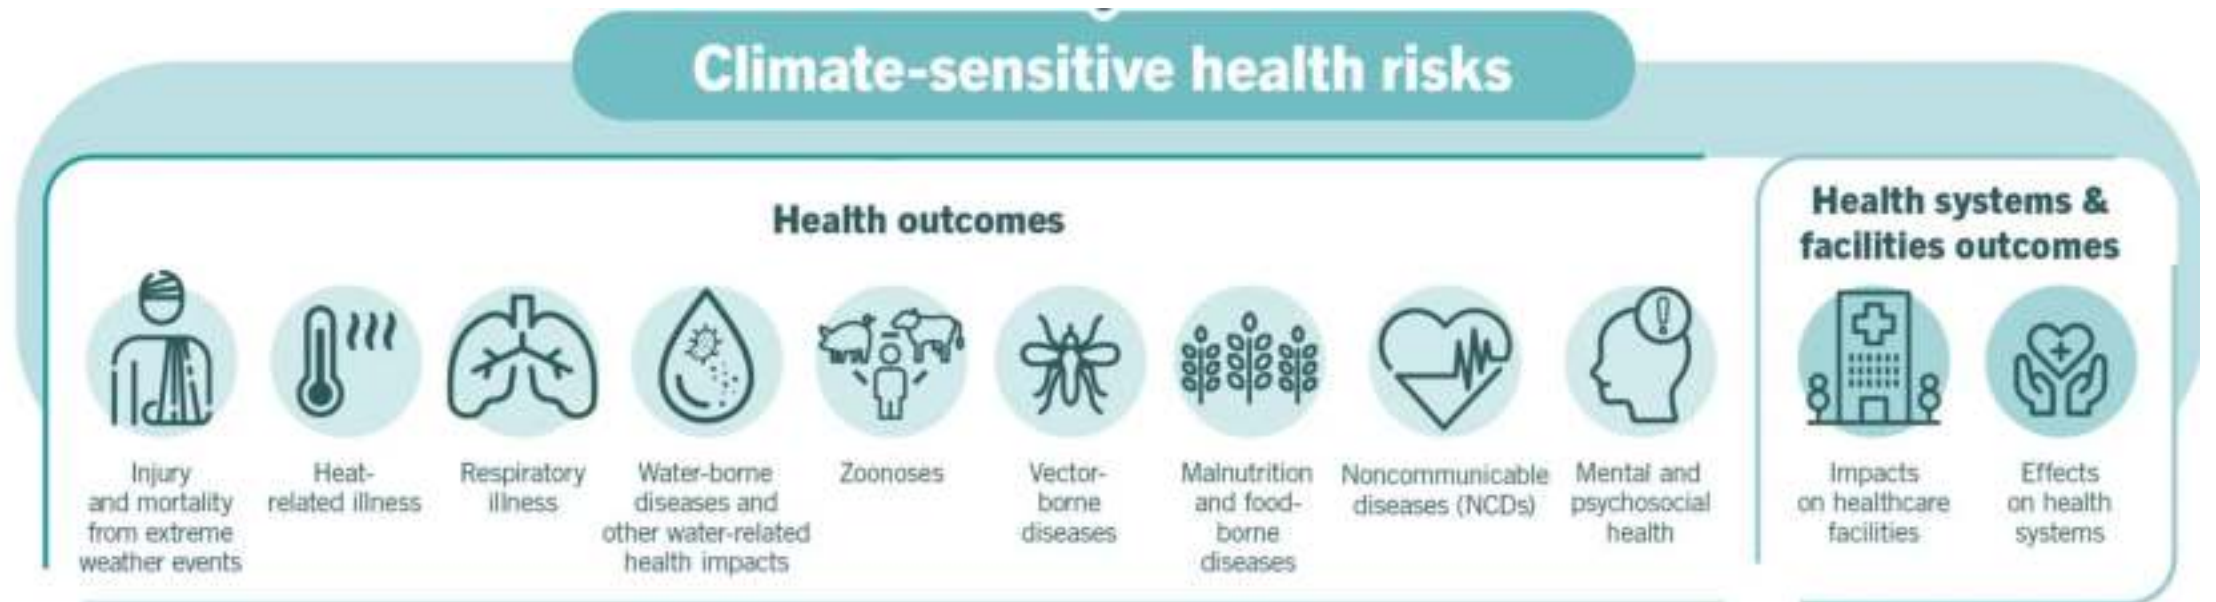 Climate-sensitive health risks
Health outcomes
Injury
and mortality
from extreme
weather events
Heat-
related illness
Respiratory
illness
Water-borne
diseases and
other water-related
health impacts
Zoonoses
Vector-
borne
diseases
Malnutrition
and food-
borne
diseases
Noncommunicable
diseases (NCDs)
Mental and
psychosocial
health
Health systems &
facilities outcomes
Impacts
on healthcare
facilities
Effects
on health
systems